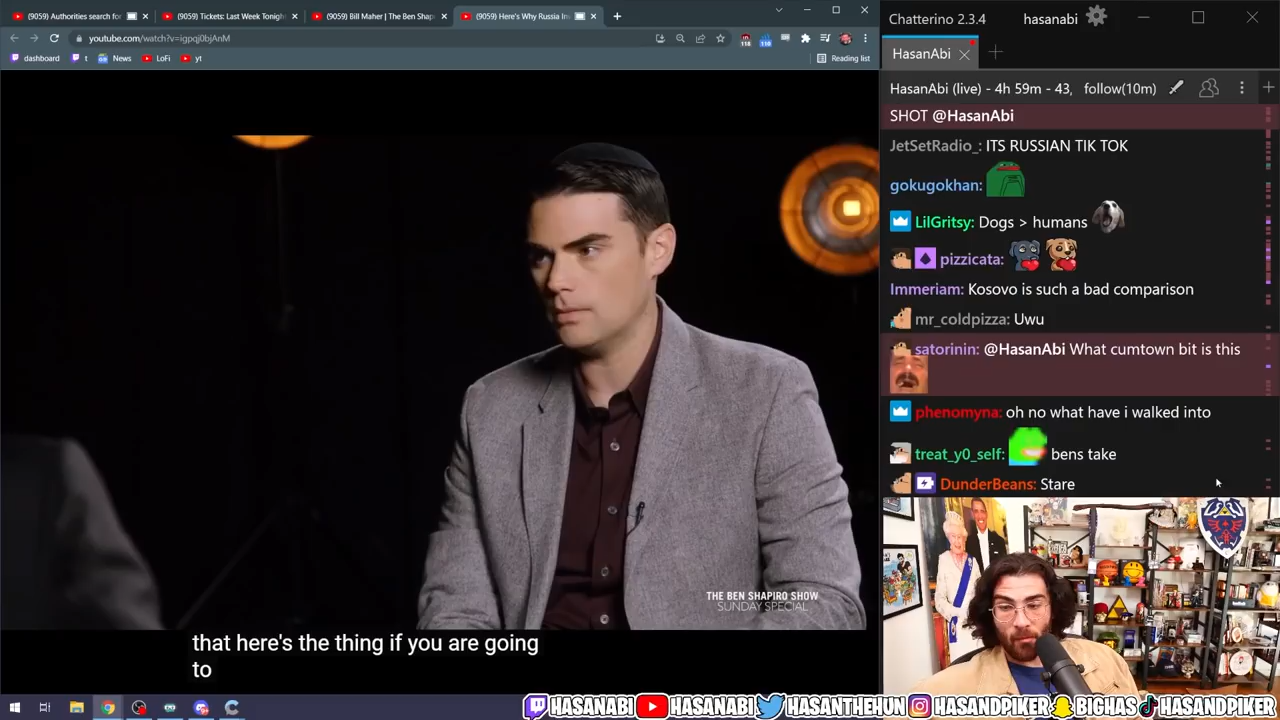 (9059) Authorities search for
(9059) Tickets: Last Week Tonigh
(9059) Bill Maher | The Ben Shap
(9059) Here's Why Russia In
youtube.com/watch?v=igpqj0bjAnM
118
110
dashboard
t
News
LoFi
yt
Reading list
Chatterino 2.3.4
hasanabi
HasanAbi
HasanAbi (live) - 4h 59m - 43,
follow(10m)
SHOT @HasanAbi
JetSetRadio_: ITS RUSSIAN TIK TOK
gokugokhan:
LilGritsy: Dogs > humans
pizzicata:
Immeriam: Kosovo is such a bad comparison
mr_coldpizza: Uwu
satorinin: @HasanAbi What cumtown bit is this
phenomyna: oh no what have i walked into
treat_y0_self: bens take
DunderBeans: Stare
THE BEN SHAPIRO SHOW
SUNDAY SPECIAL
that here's the thing if you are going
to
HASANABI
HASANABI
HASANTHEHUN
HASANDPIKER
BIGHAS
HASANDPIKER